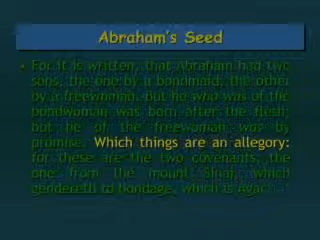 Abraham's Seed
• For it is written, that Abraham had two
sons, the one by a bondmaid, the other
by a freewoman. But he who was of the
bondwoman was born after the flesh;
but he of the freewoman was by
promise. Which things are an allegory:
for these are the two covenants; the
one from the mount Sinai, which
gendereth to bondage, which is Agar.